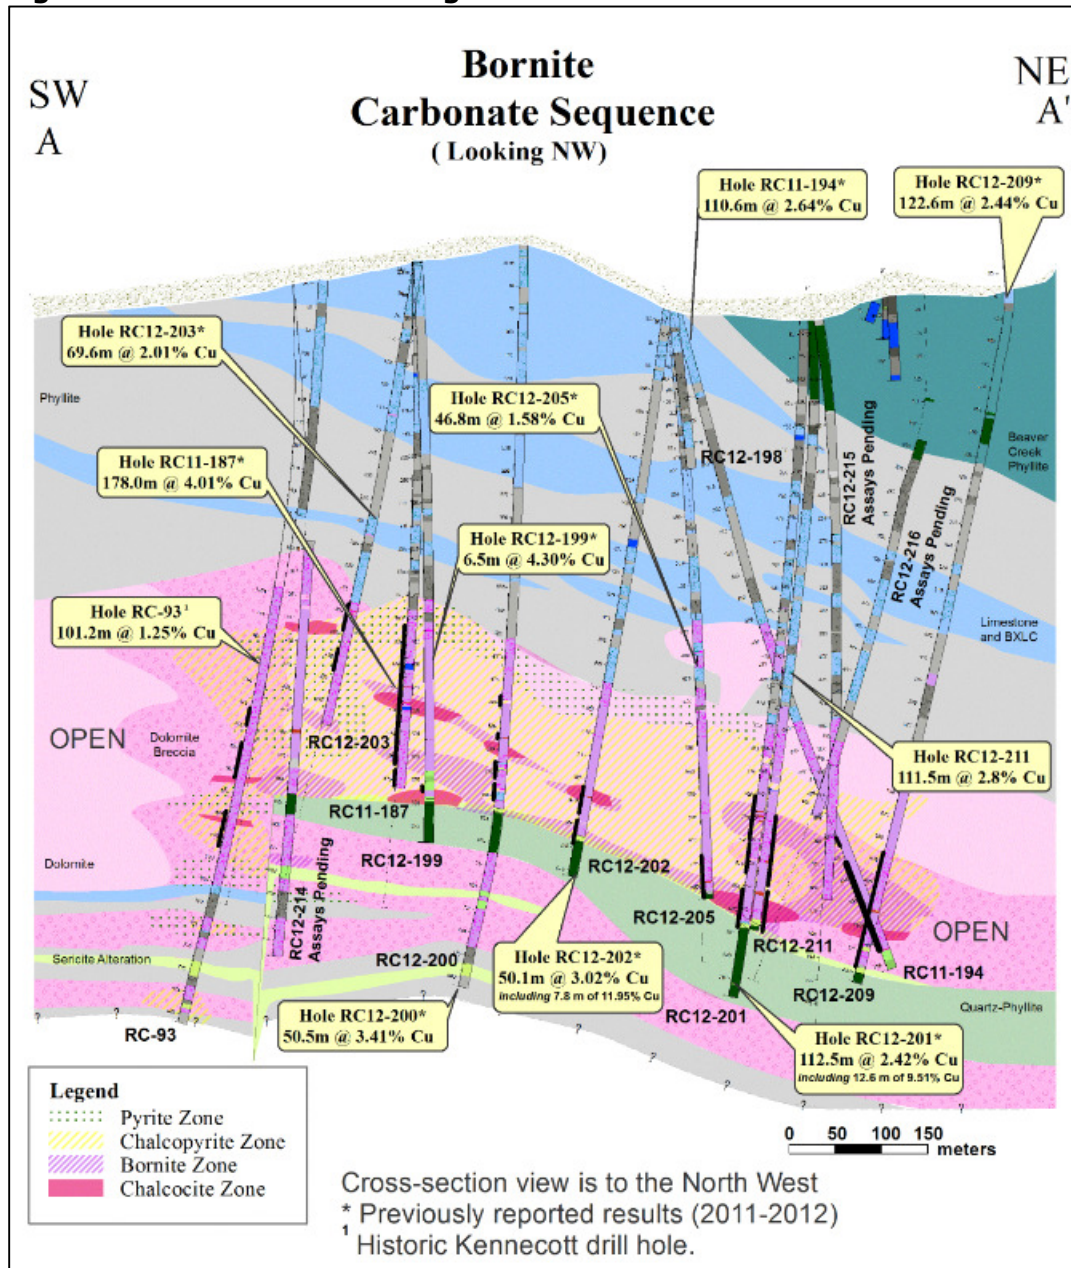 Bornite
Carbonate Sequence
( Looking NW)
SW
A
NE
A'
Hole RC11-194*
110.6m @ 2.64% Cu
Hole RC12-209*
122.6m @ 2.44% Cu
Hole RC12-203*
69.6m @ 2.01% Cu
Phyllite
Hole RC12-205*
46.8m @ 1.58% Cu
RC12-198
RC12-215
Assays Pending
Beaver
Creek
Phyllite
Hole RC11-187*
178.0m @ 4.01% Cu
Hole RC12-199*
6.5m @ 4.30% Cu
RC12-216
Assays Pending
Hole RC-93¹
101.2m @ 1.25% Cu
Limestone
and BXLC
OPEN
Dolomite
Breccia
RC12-203
Hole RC12-211
111.5m @ 2.8% Cu
RC11-187
RC12-199
RC12-202
Dolomite
RC12-214
Assays Pending
RC12-205
RC12-211
OPEN
Sericite Alteration
RC12-200
Hole RC12-202*
50.1m @ 3.02% Cu
including 7.8 m of 11.95% Cu
RC11-194
RC12-209
RC12-201
Quartz-Phyllite
RC-93
Hole RC12-200*
50.5m @ 3.41% Cu
Hole RC12-201*
112.5m @ 2.42% Cu
including 12.6 m of 9.51% Cu
Legend
Pyrite Zone
Chalcopyrite Zone
Bornite Zone
Chalcocite Zone
0 50 100 150
meters
Cross-section view is to the North West
* Previously reported results (2011-2012)
¹ Historic Kennecott drill hole.